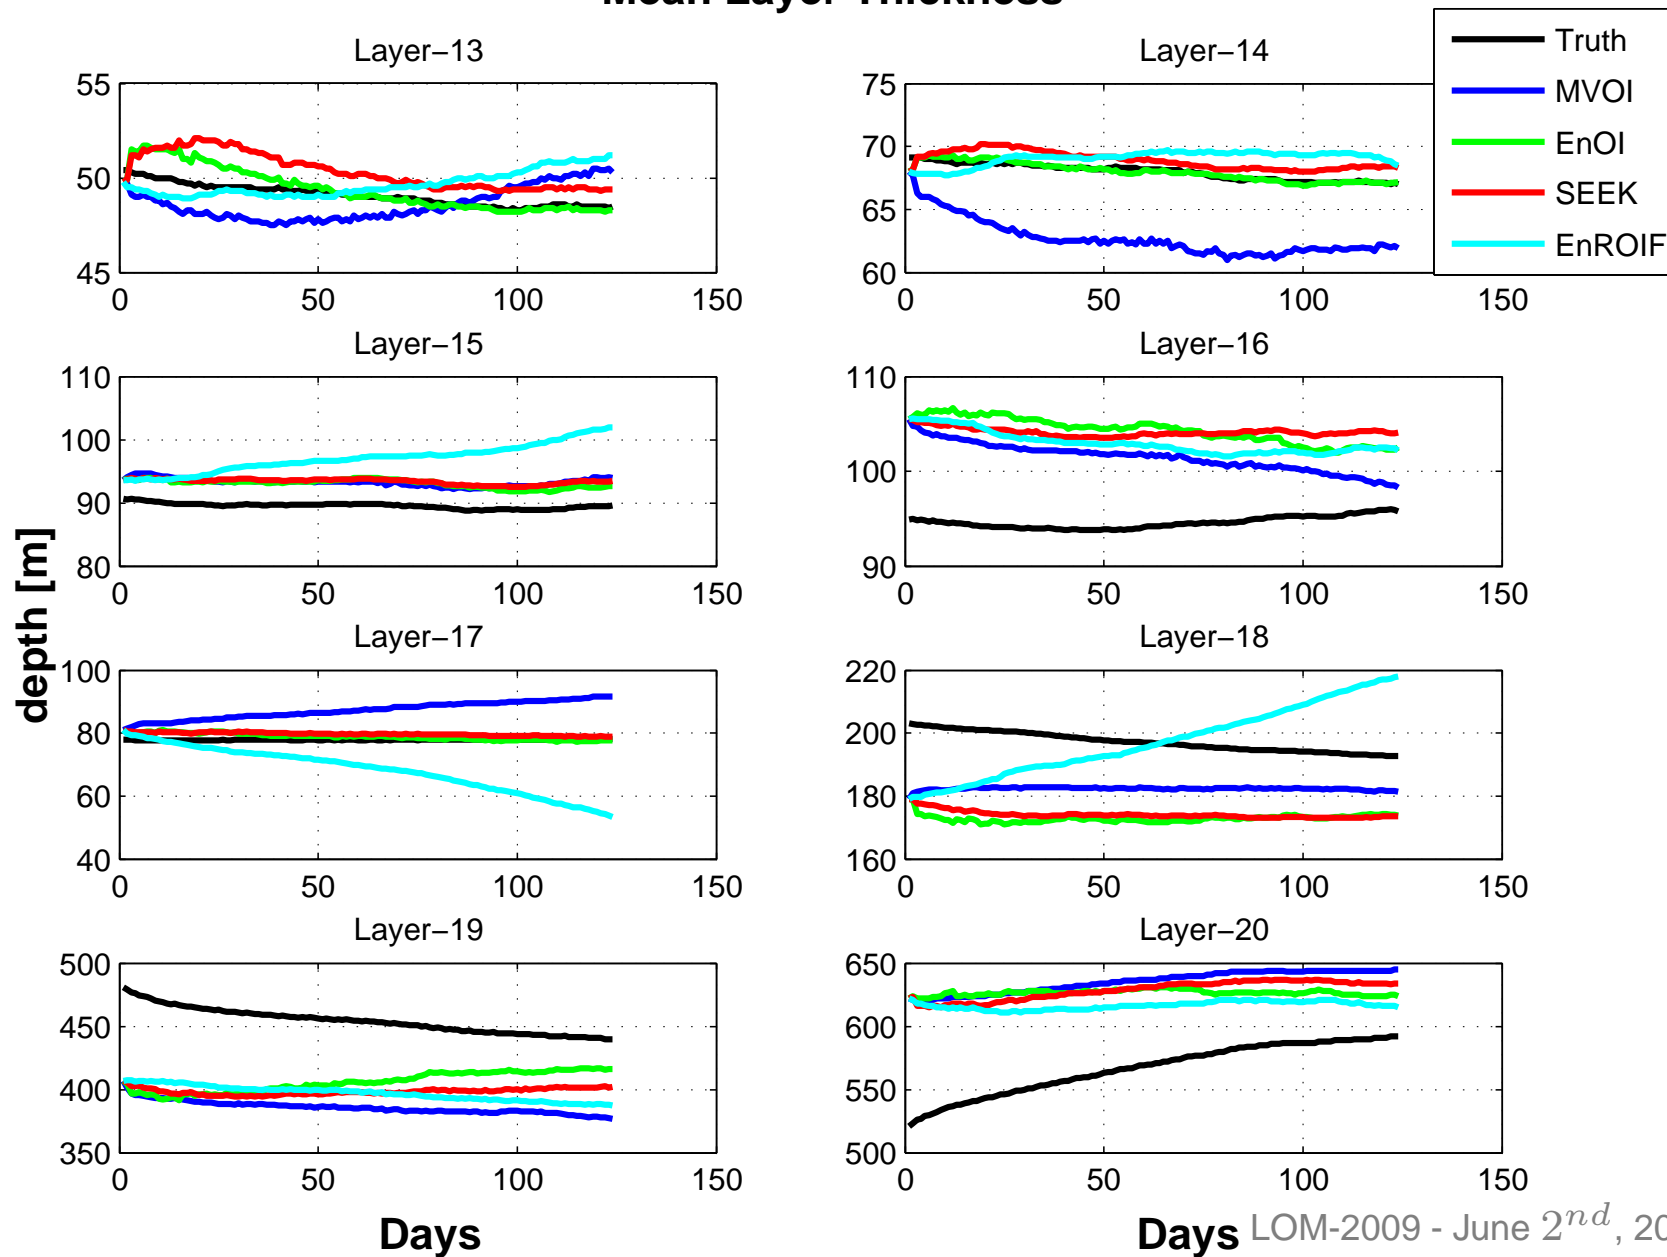 Mean Layer Thickness
Truth
MVOI
EnOI
SEEK
EnROIF
Layer−13
55
50
45
0 50 100 150
Layer−14
75
70
65
60
0 50 100 150
Layer−15
110
100
90
80
0 50 100 150
Layer−16
110
100
90
0 50 100 150
depth [m]
Layer−17
100
80
60
40
0 50 100 150
Layer−18
220
200
180
160
0 50 100 150
Layer−19
500
450
400
350
0 50 100 150
Layer−20
650
600
550
500
0 50 100 150
Days
Days
LOM-2009 - June 2nd, 20